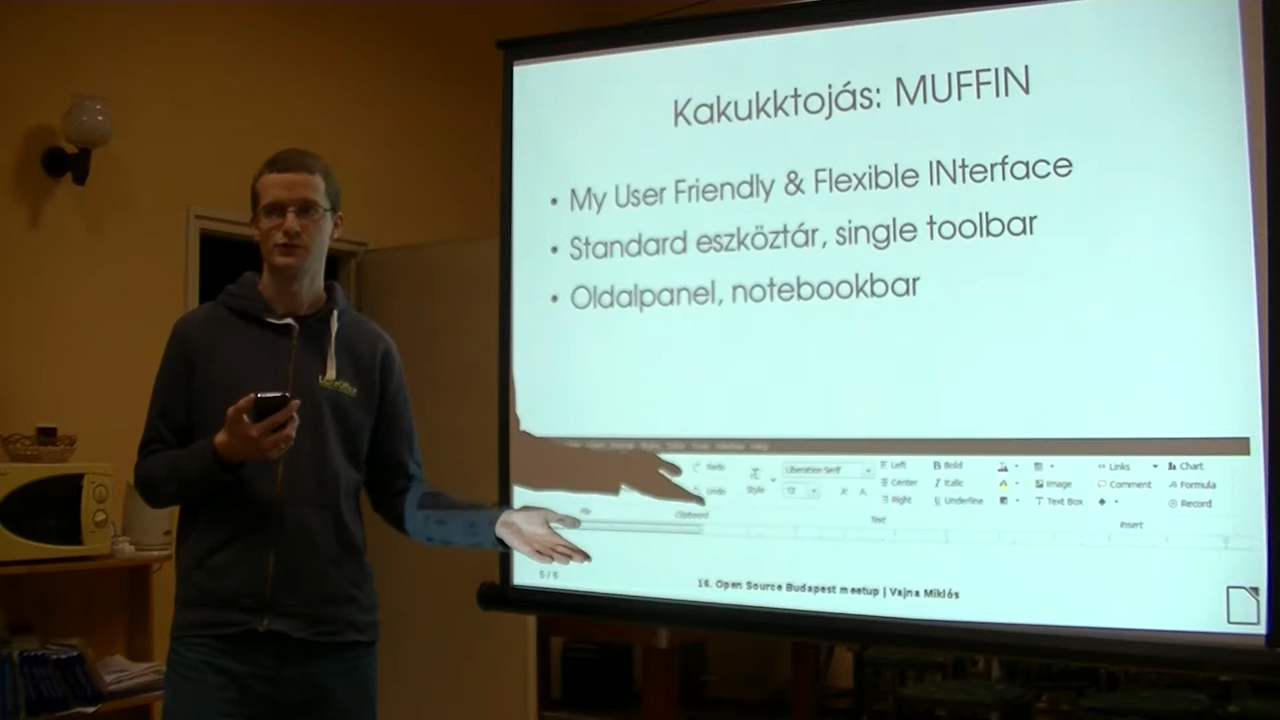 Kakukktojás: MUFFIN
• My User Friendly & Flexible INterface
• Standard eszköztár, single toolbar
• Oldalpanel, notebookbar
Redo
Undo
Style
Liberation Serif
12
Left
Center
Right
Bold
Italic
Underline
Image
Text Box
Links
Comment
Chart
Formula
Record
File
Clipboard
Text
Insert
5 / 6
16. Open Source Budapest meetup | Vajna Miklós